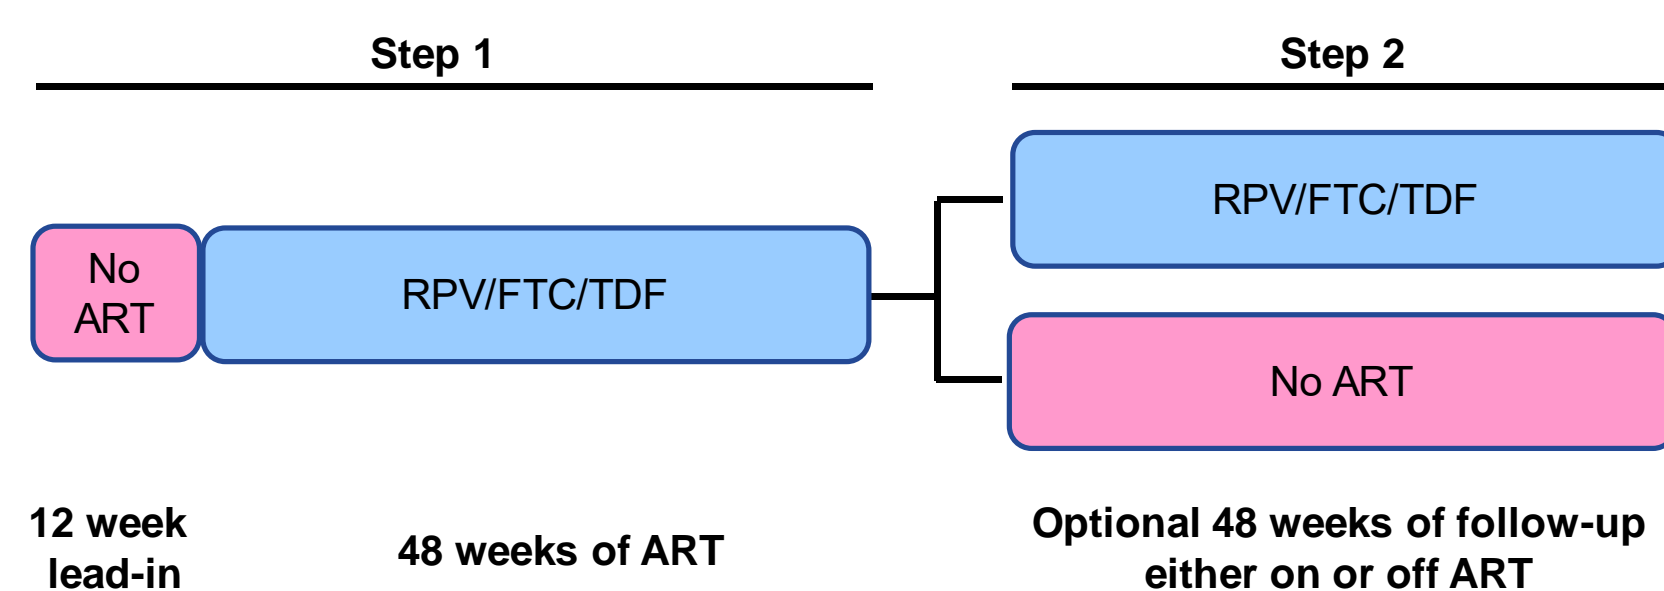 Step 1
Step 2
No
ART
RPV/FTC/TDF
RPV/FTC/TDF
No ART
12 week
lead-in
48 weeks of ART
Optional 48 weeks of follow-up
either on or off ART